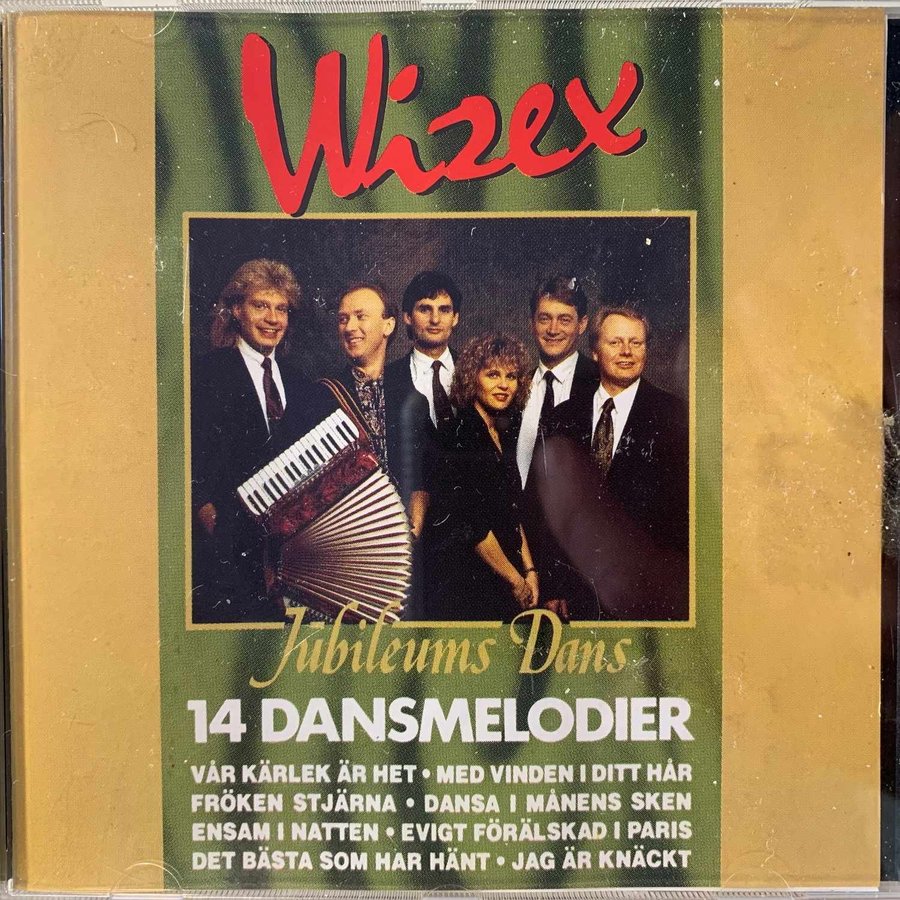 Wizex
Jubileums Dans
14 DANSMELODIER
VÅR KÄRLEK ÄR HET • MED VINDEN I DITT HÅR
FRÖKEN STJÄRNA • DANSA I MÅNENS SKEN
ENSAM I NATTEN • EVIGT FÖRÄLSKAD I PARIS
DET BÄSTA SOM HAR HÄNT • JAG ÄR KNÄCKT